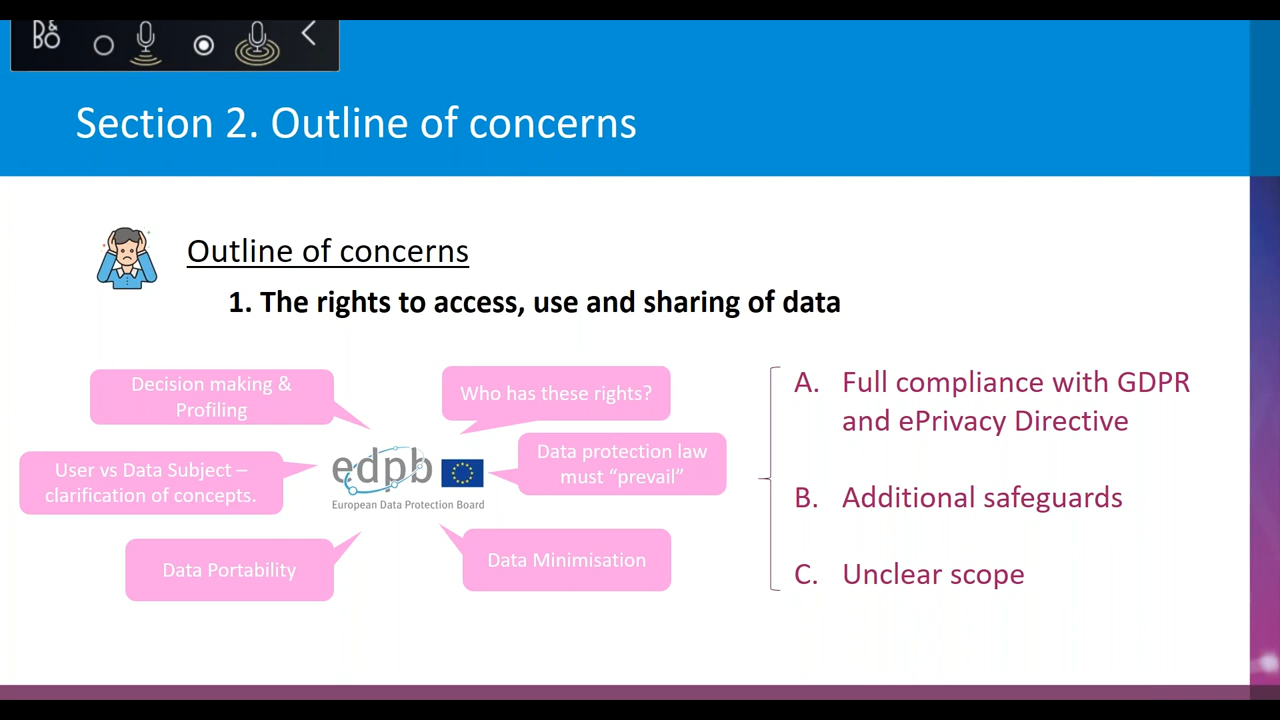 B&O
Section 2. Outline of concerns
Outline of concerns
1. The rights to access, use and sharing of data
Decision making &
Profiling
Who has these rights?
User vs Data Subject –
clarification of concepts.
edpb
European Data Protection Board
Data protection law
must “prevail”
Data Portability
Data Minimisation
A. Full compliance with GDPR
and ePrivacy Directive
B. Additional safeguards
C. Unclear scope